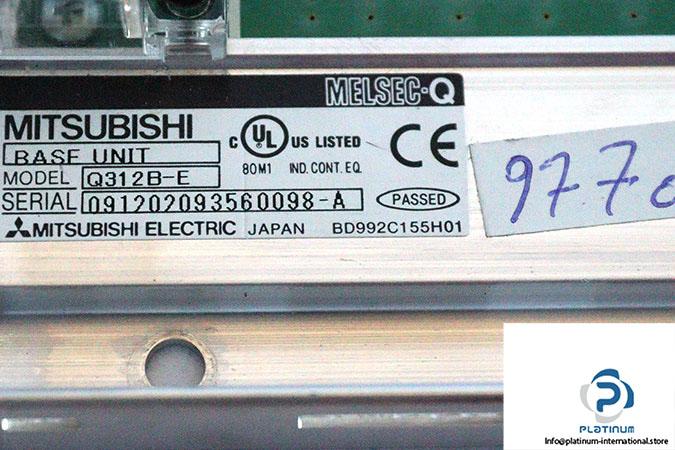 MELSEC-Q
MITSUBISHI
BASE UNIT
C UL US LISTED
80M1 IND. CONT. EQ.
CE
MODEL Q312B-E
SERIAL 091202093560098-A
PASSED
MITSUBISHI ELECTRIC JAPAN BD992C155H01
9770
PLATINUM
Info@platinum-international.store